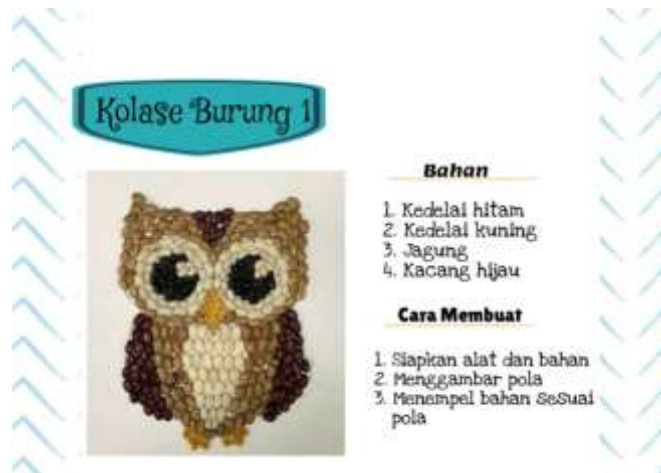 Kolase Burung 1
Bahan
1. Kedelai hitam
2. Kedelai kuning
3. Jagung
4. Kacang hijau
Cara Membuat
1. Siapkan alat dan bahan
2. Menggambar pola
3. Menempel bahan sesuai
pola